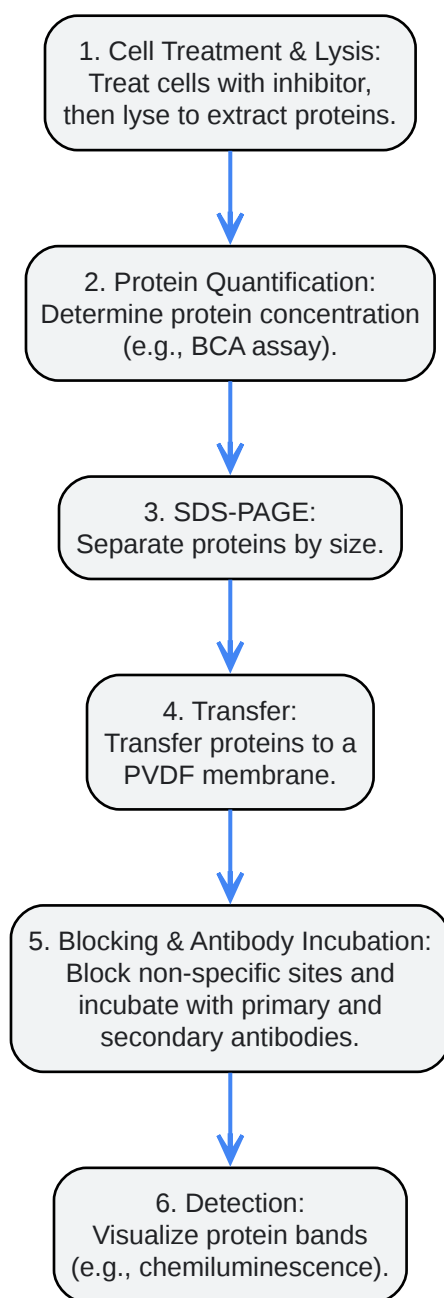 1. Cell Treatment & Lysis:
Treat cells with inhibitor,
then lyse to extract proteins.
2. Protein Quantification:
Determine protein concentration
(e.g., BCA assay).
3. SDS-PAGE:
Separate proteins by size.
4. Transfer:
Transfer proteins to a
PVDF membrane.
5. Blocking & Antibody Incubation:
Block non-specific sites and
incubate with primary and
secondary antibodies.
6. Detection:
Visualize protein bands
(e.g., chemiluminescence).